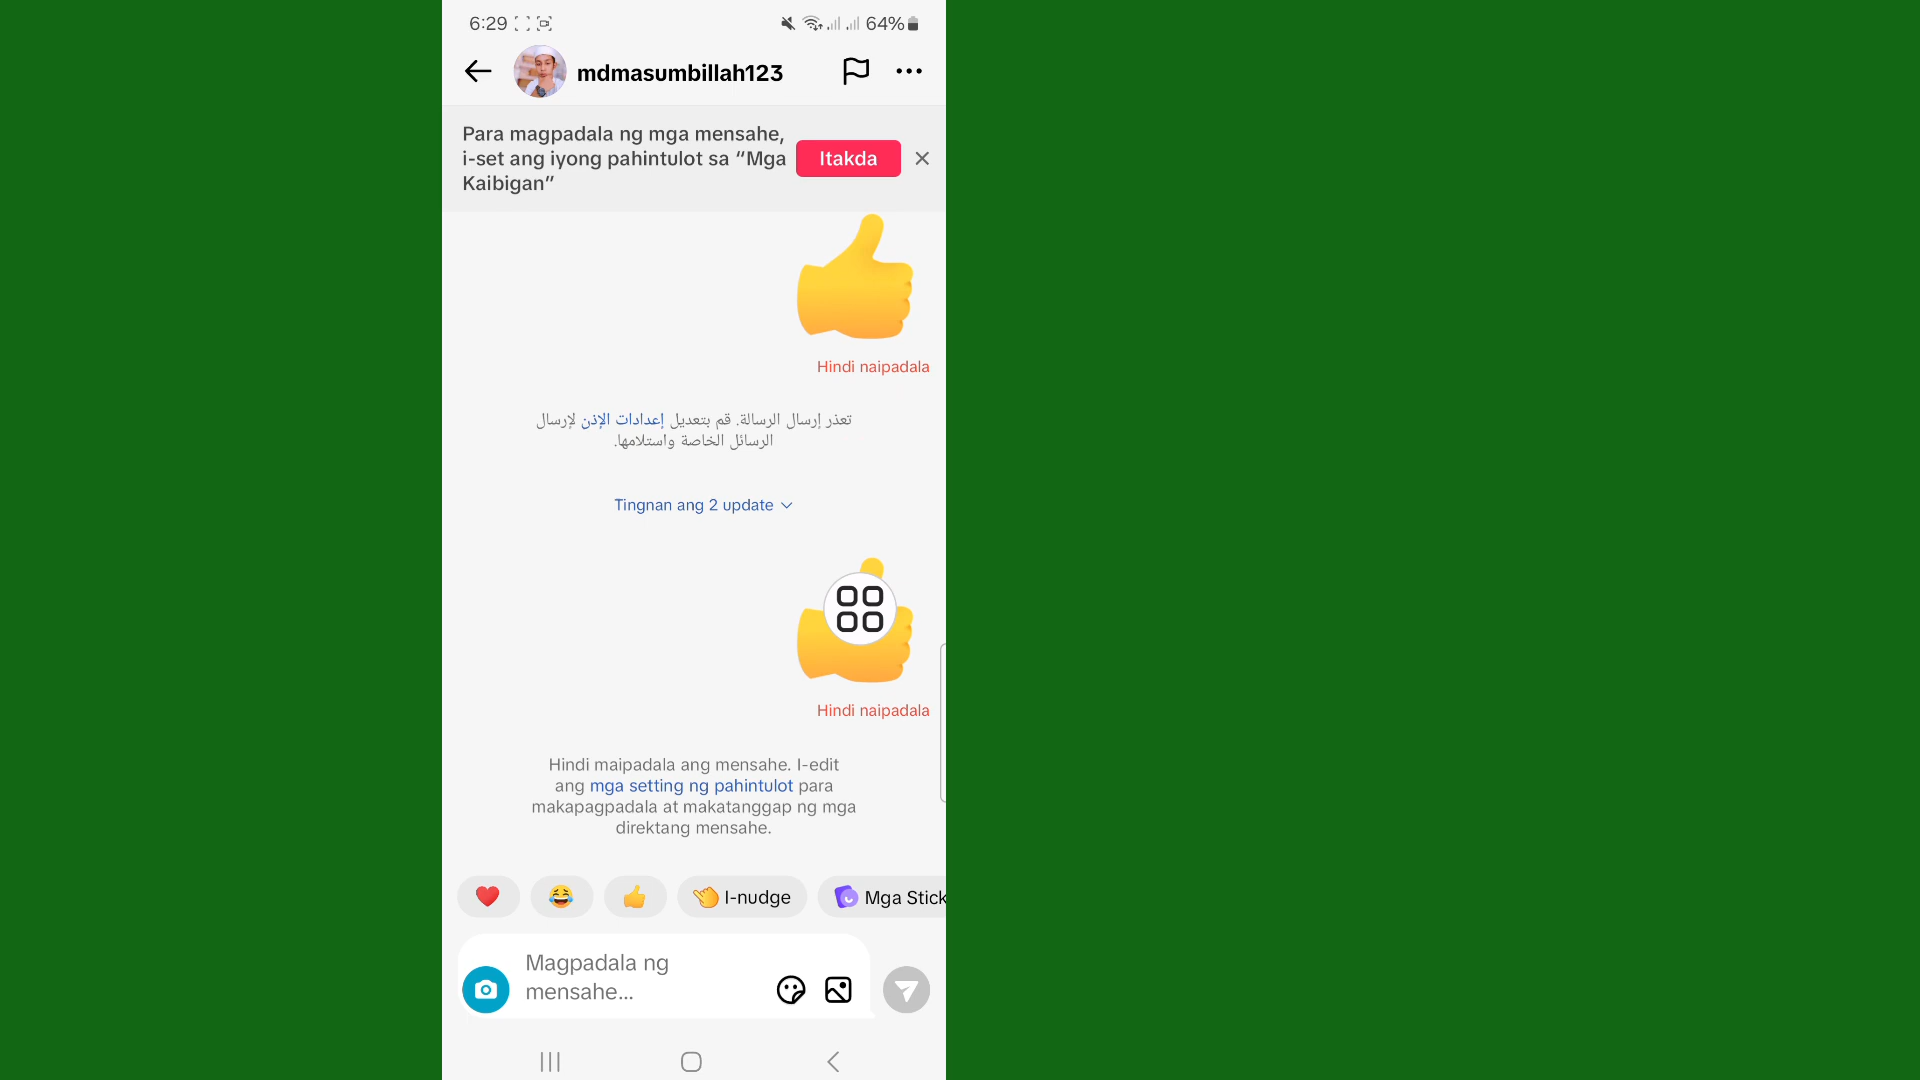 6:29
64%
mdmasumbillah123
Para magpadala ng mga mensahe,
i-set ang iyong pahintulot sa “Mga
Kaibigan”
Itakda
Hindi naipadala
تعذر إرسال الرسالة. قم بتعديل إعدادات الإذن لإرسال
الرسائل الخاصة واستلامها.
Tingnan ang 2 update
Hindi naipadala
Hindi maipadala ang mensahe. I-edit
ang mga setting ng pahintulot para
makapagpadala at makatanggap ng mga
direktang mensahe.
I-nudge
Mga Stick
Magpadala ng
mensahe...